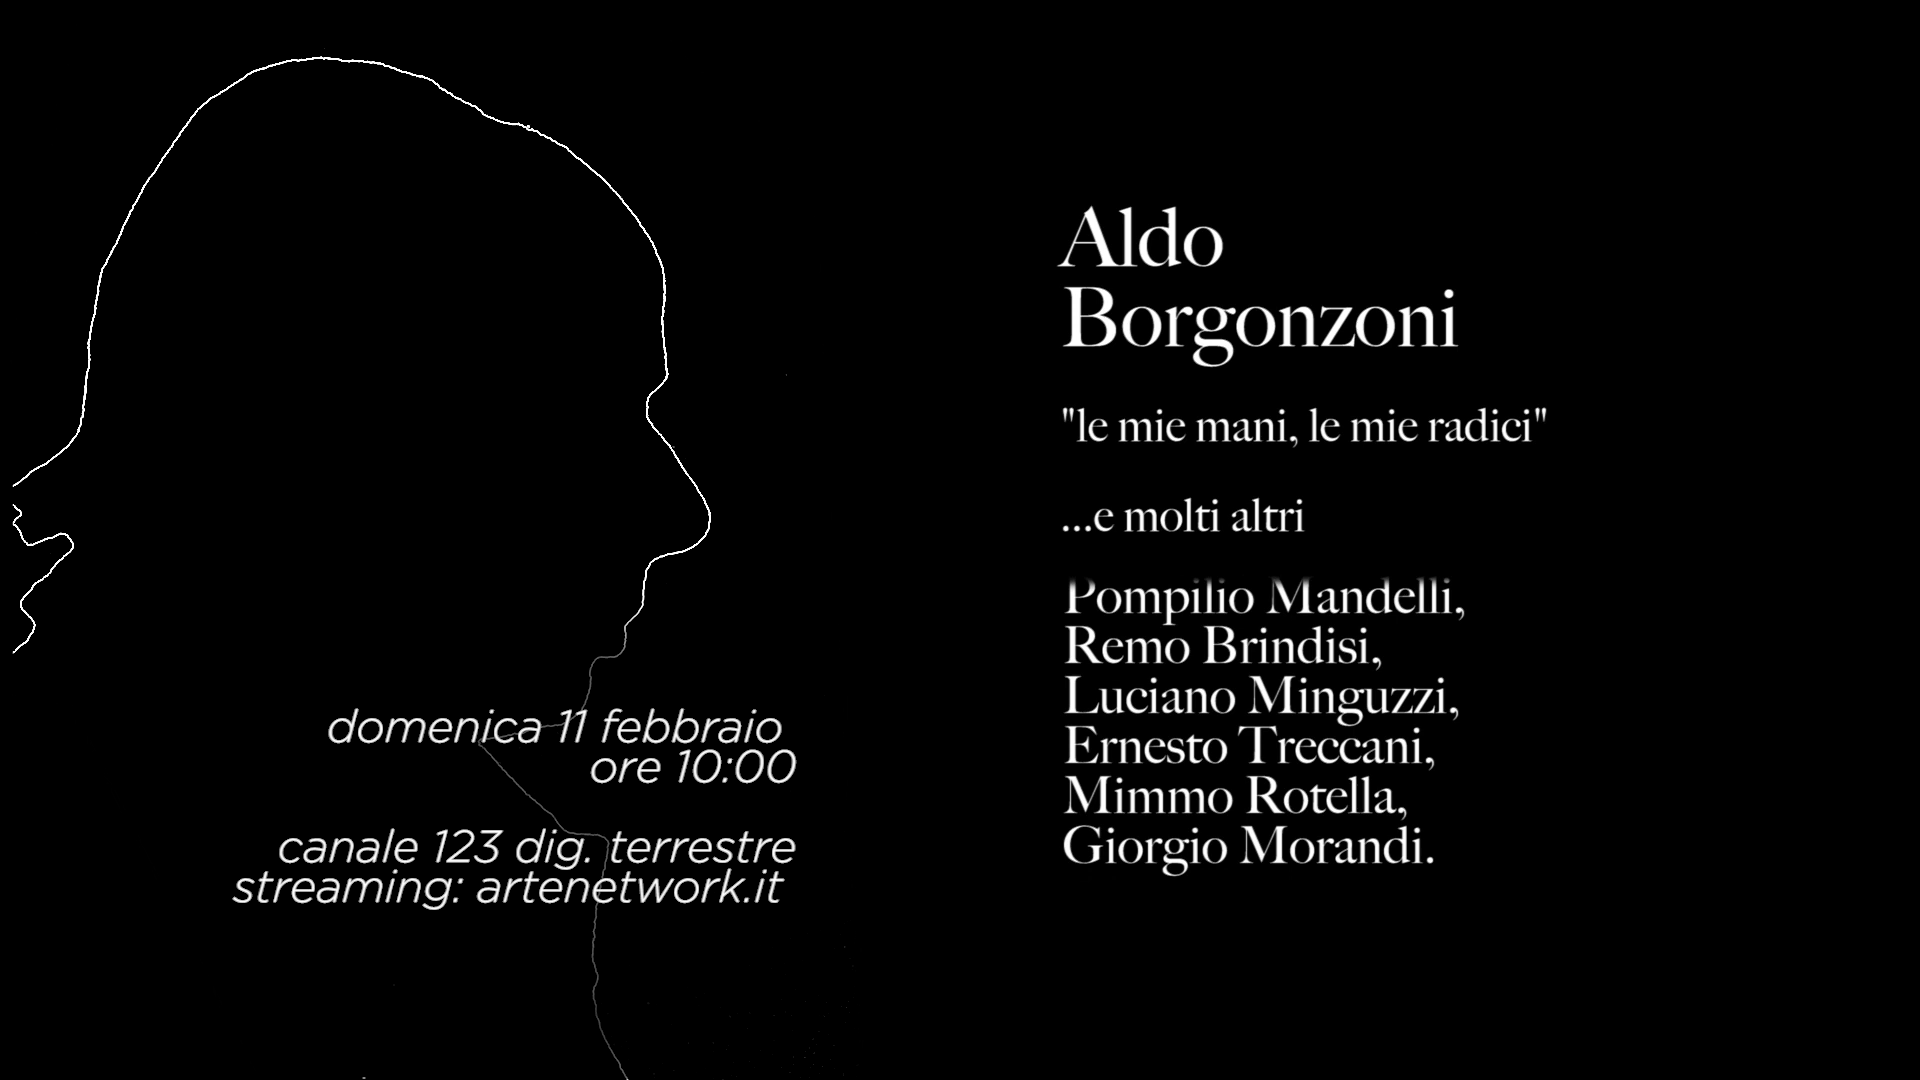 domenica 11 febbraio
ore 10:00
canale 123 dig. terrestre
streaming: artenetwork.it
Aldo
Borgonzoni
"le mie mani, le mie radici"
...e molti altri
Pompilio Mandelli,
Remo Brindisi,
Luciano Minguzzi,
Ernesto Treccani,
Mimmo Rotella,
Giorgio Morandi.